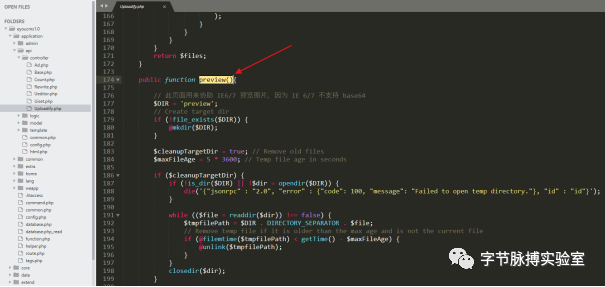 OPEN FILES
FOLDERS
eyoucms1.0
application
admin
api
controller
Ad.php
Base.php
Count.php
Rewrite.php
Ueditor.php
Uiset.php
Uploadify.php
logic
model
template
common.php
config.php
html.php
common
extra
home
lang
weapp
.htaccess
command.php
common.php
config.php
database.php
database.php_read
function.php
helper.php
route.php
tags.php
core
data
extend
Uploadify.php
166 );
167 }
168 }
169 }
170 }
171 return $files;
172 }
173
174 public function preview(){
175
176 // 此页面用来协助 IE6/7 预览图片，因为 IE 6/7 不支持 base64
177 $DIR = 'preview';
178 // Create target dir
179 if (!file_exists($DIR)) {
180 @mkdir($DIR);
181 }
182
183 $cleanupTargetDir = true; // Remove old files
184 $maxFileAge = 5 * 3600; // Temp file age in seconds
185
186 if ($cleanupTargetDir) {
187 if (!is_dir($DIR) || !$dir = opendir($DIR)) {
188 die('{"jsonrpc" : "2.0", "error" : {"code": 100, "message": "Failed to open temp directory."}, "id" : "id"}');
189 }
190
191 while (($file = readdir($dir)) !== false) {
192 $tmpfilePath = $DIR . DIRECTORY_SEPARATOR . $file;
193 // Remove temp file if it is older than the max age and is not the current file
194 if (@filemtime($tmpfilePath) < getTime() - $maxFileAge) {
195 @unlink($tmpfilePath);
196 }
197 }
198 closedir($dir);
199 }
字节脉搏实验室